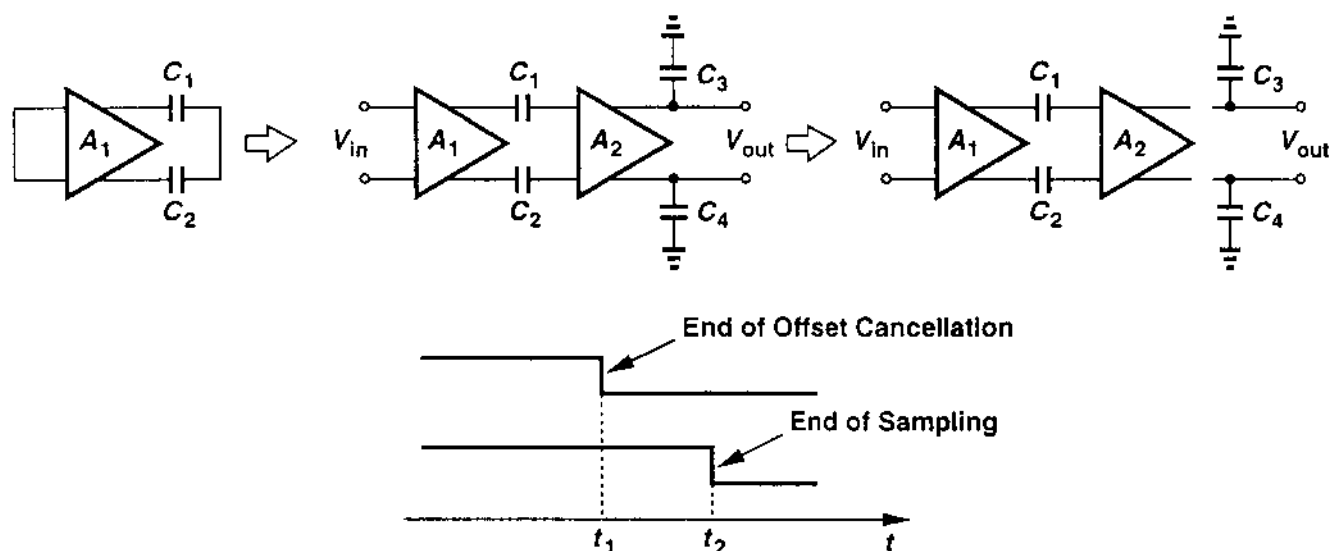 C1
A1
C2
Vin
A1
C1
C2
A2
C3
Vout
C4
Vin
A1
C1
C2
A2
C3
Vout
C4
End of Offset Cancellation
End of Sampling
t1
t2
t